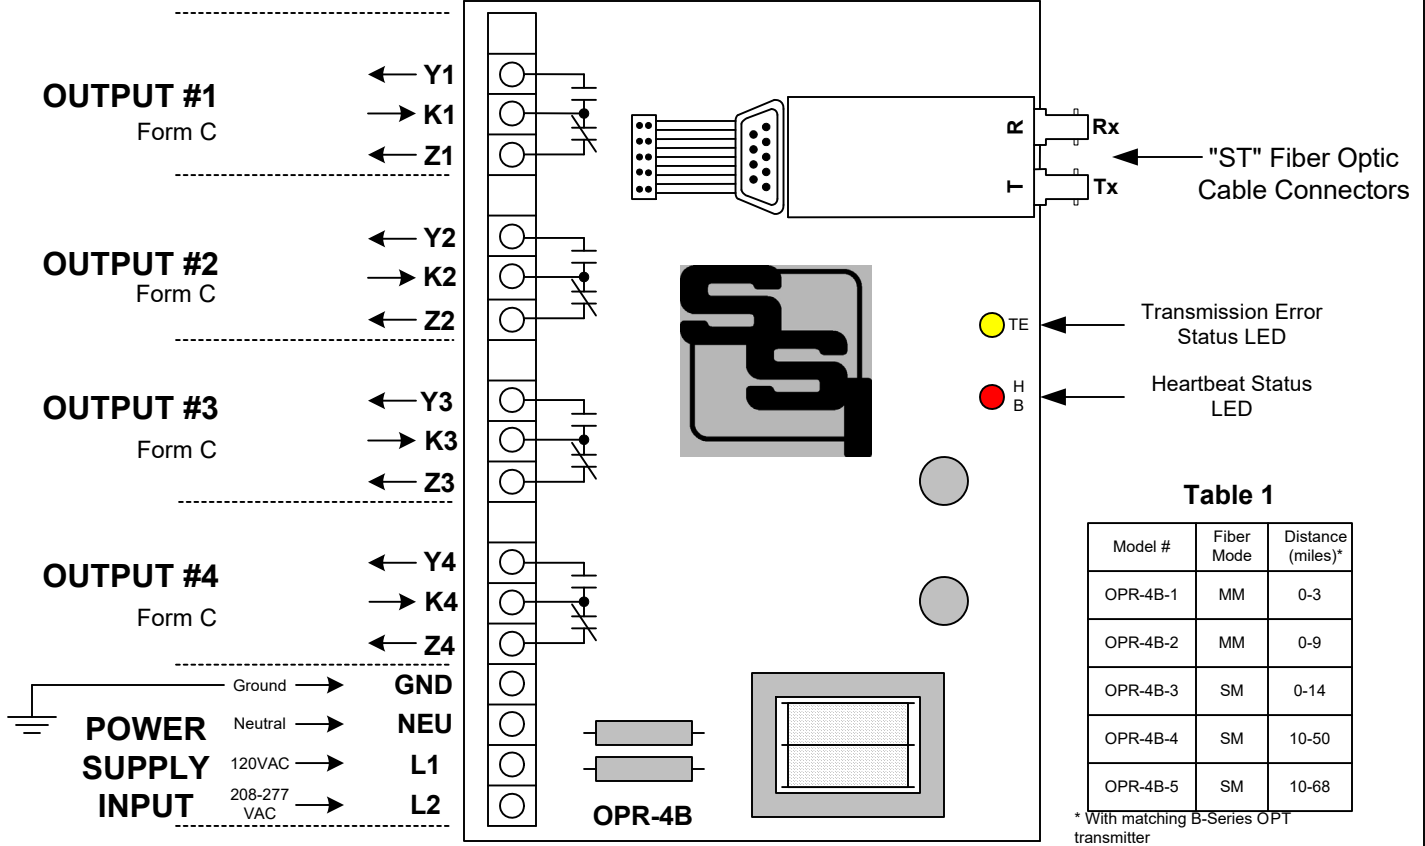 OUTPUT #1
Form C
Y1
K1
Z1
OUTPUT #2
Form C
Y2
K2
Z2
OUTPUT #3
Form C
Y3
K3
Z3
OUTPUT #4
Form C
Y4
K4
Z4
POWER
SUPPLY
INPUT
Ground
GND
Neutral
NEU
120VAC
L1
208-277
VAC
L2
R
T
Rx
Tx
"ST" Fiber Optic
Cable Connectors
SSI
TE
Transmission Error
Status LED
H
B
Heartbeat Status
LED
OPR-4B
Table 1
Model # Fiber Mode Distance (miles)*
OPR-4B-1 MM 0-3
OPR-4B-2 MM 0-9
OPR-4B-3 SM 0-14
OPR-4B-4 SM 10-50
OPR-4B-5 SM 10-68
* With matching B-Series OPT
transmitter